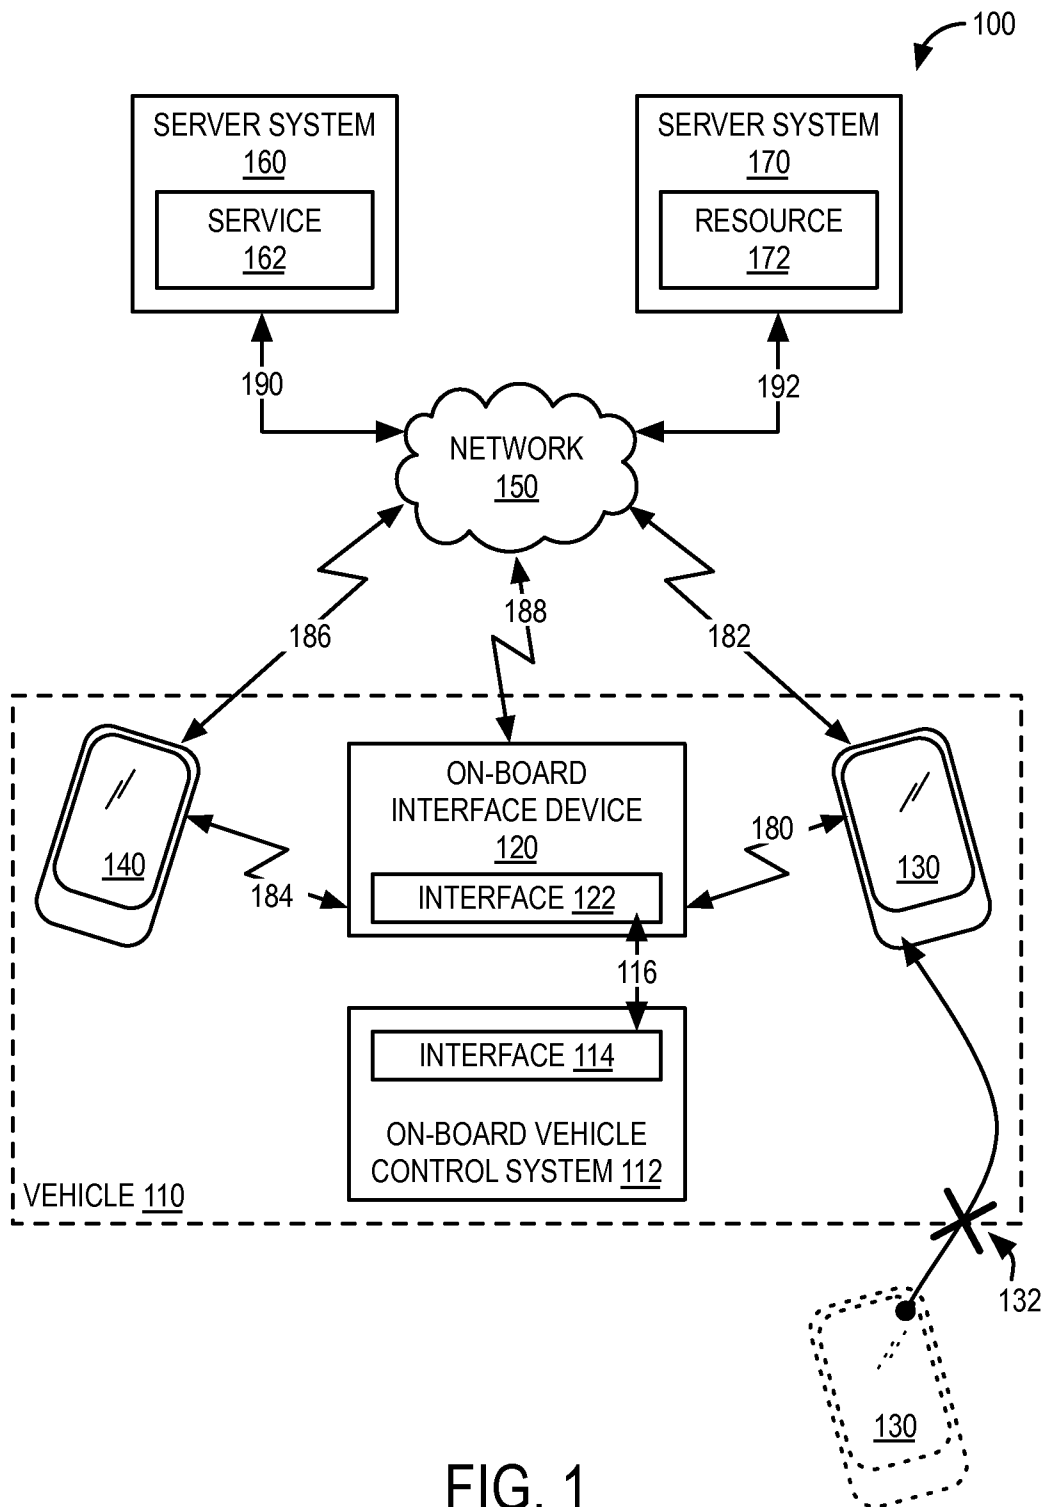 100
SERVER SYSTEM
160
SERVICE
162
SERVER SYSTEM
170
RESOURCE
172
190
192
NETWORK
150
186
188
182
ON-BOARD
INTERFACE DEVICE
120
INTERFACE 122
140
184
180
130
116
INTERFACE 114
ON-BOARD VEHICLE
CONTROL SYSTEM 112
VEHICLE 110
132
130
FIG. 1